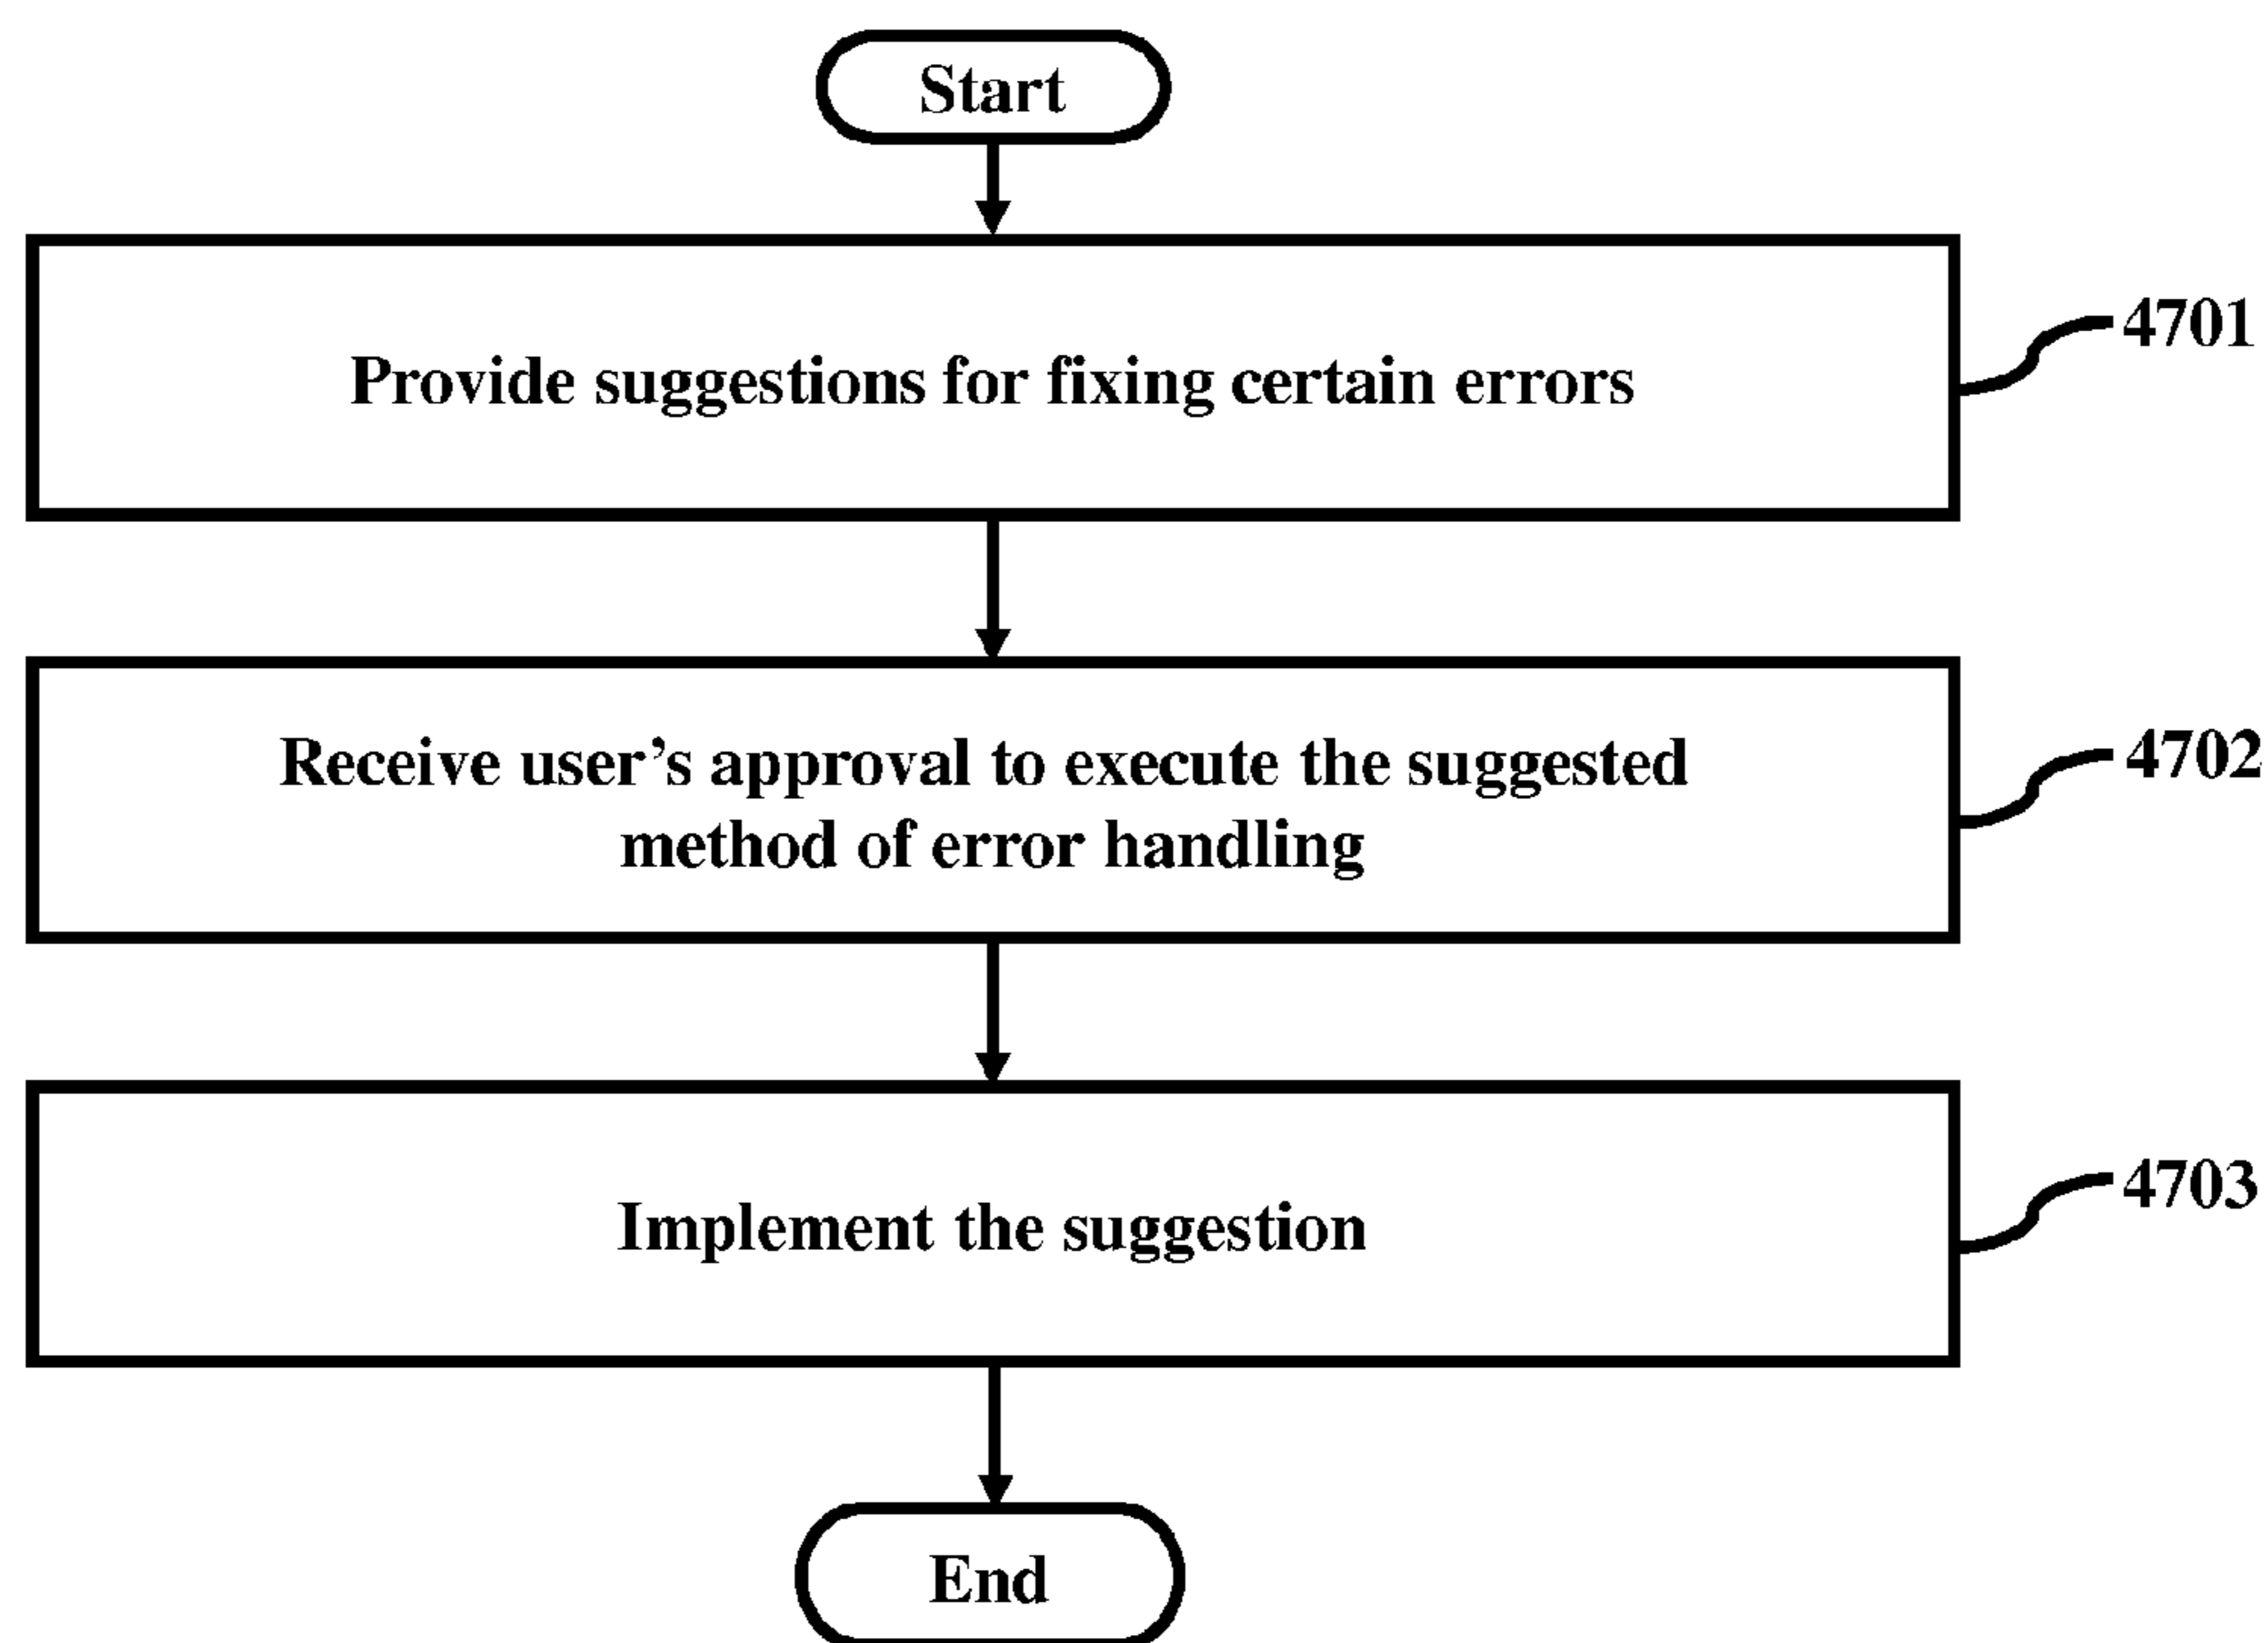 Start
Provide suggestions for fixing certain errors
4701
Receive user’s approval to execute the suggested
method of error handling
4702
Implement the suggestion
4703
End